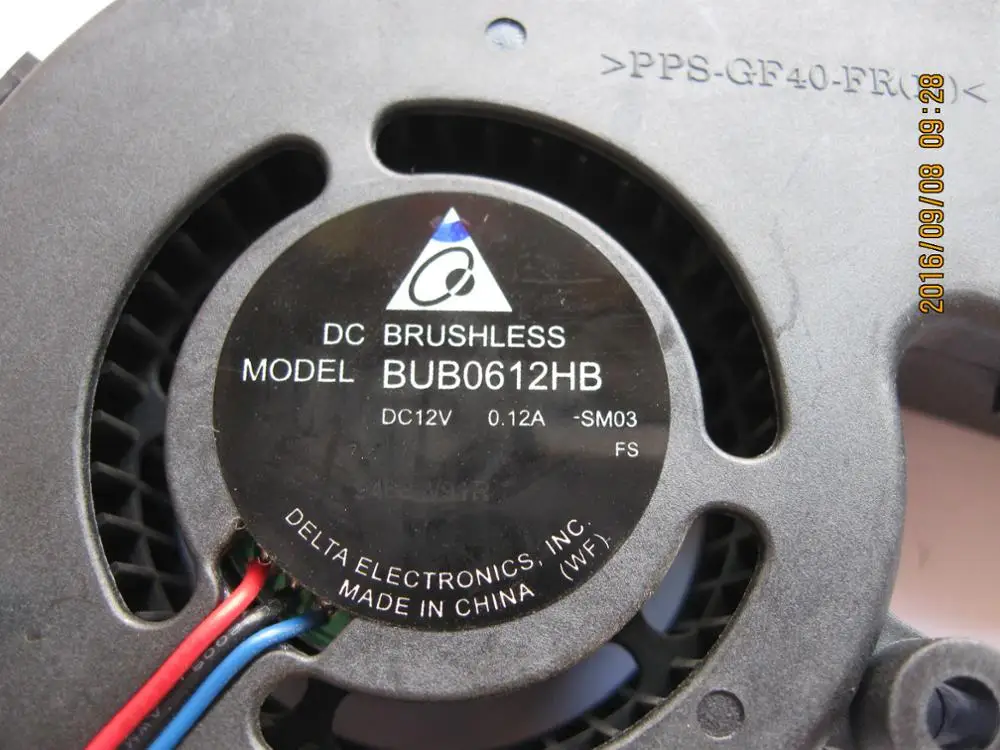 >PPS-GF40-FR( )<
2016/09/08 09:28
DC BRUSHLESS
MODEL BUB0612HB
DC12V 0.12A -SM03
FS
DELTA ELECTRONICS, INC.
(WF)
MADE IN CHINA